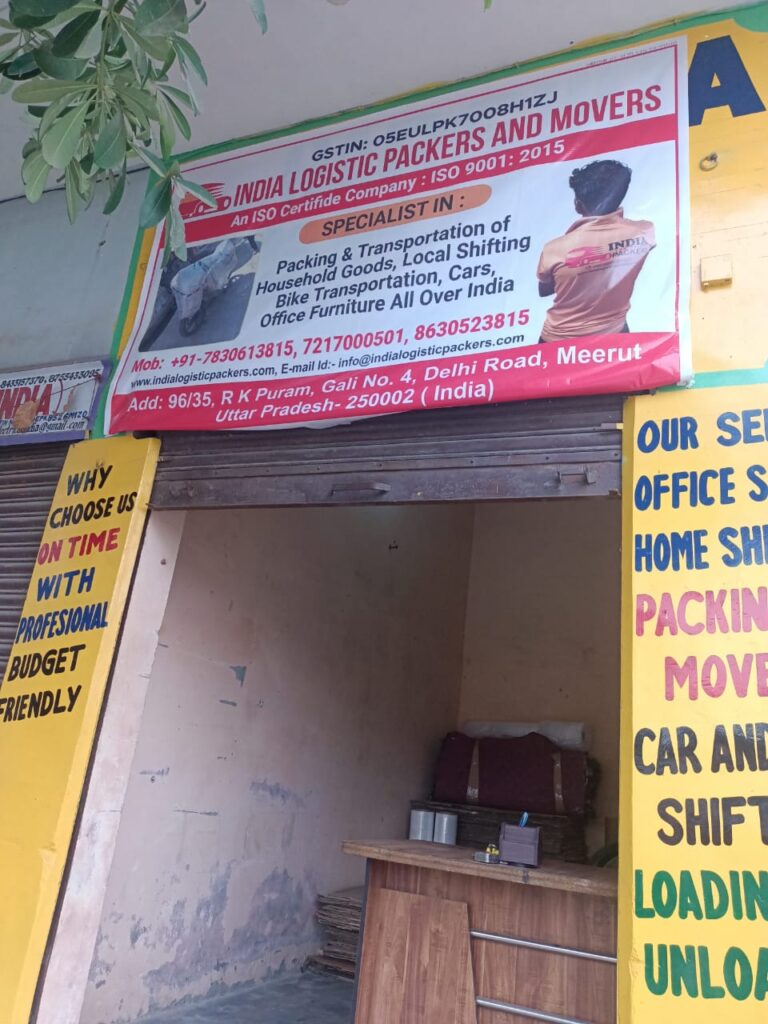 GSTIN: 05EULPK7008H1ZJ
INDIA LOGISTIC PACKERS AND MOVERS
An ISO Certifide Company : ISO 9001: 2015
SPECIALIST IN :
Packing & Transportation of
Household Goods, Local Shifting
Bike Transportation, Cars,
Office Furniture All Over India
INDIA
PACKE
Mob: +91-7830613815, 7217000501, 8630523815
www.indialogisticpackers.com, E-mail Id:- info@indialogisticpackers.com
Add: 96/35, R K Puram, Gali No. 4, Delhi Road, Meerut
Uttar Pradesh- 250002 ( India)
A
INDIA
WHY
CHOOSE US
ON TIME
WITH
PROFESIONAL
BUDGET
FRIENDLY
OUR SE
OFFICE S
HOME SHI
PACKIN
MOVE
CAR AND
SHIFT
LOADIN
UNLOA